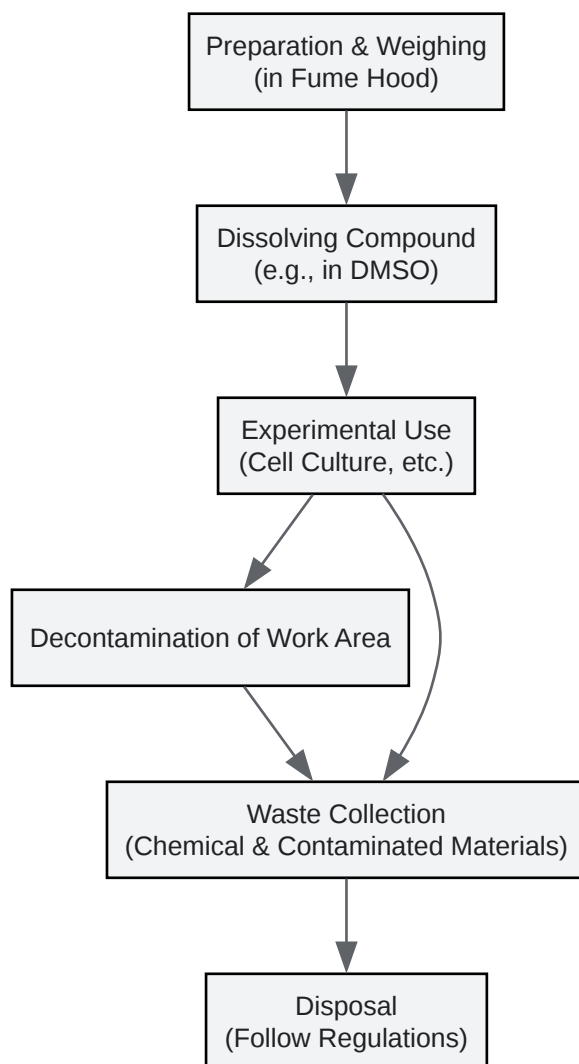 Preparation & Weighing
(in Fume Hood)
Dissolving Compound
(e.g., in DMSO)
Experimental Use
(Cell Culture, etc.)
Decontamination of Work Area
Waste Collection
(Chemical & Contaminated Materials)
Disposal
(Follow Regulations)